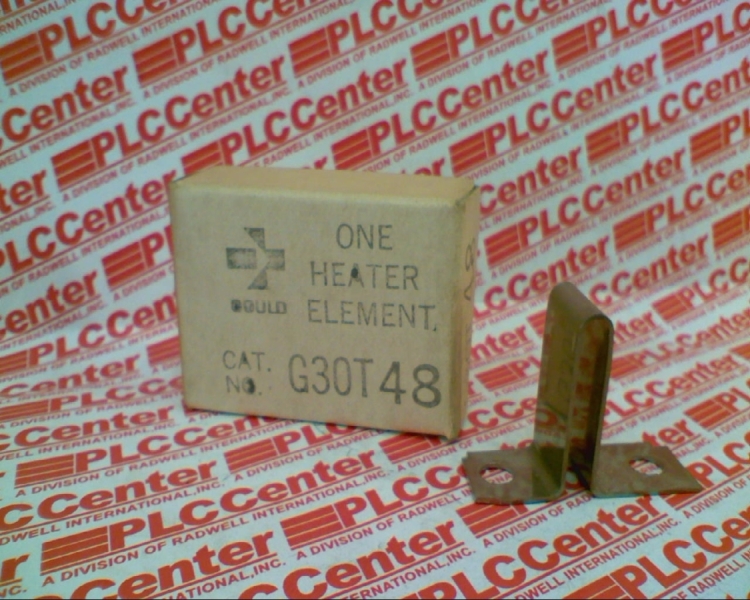 PLCCenter
A DIVISION OF RADWELL INTERNATIONAL, INC.
ONE
HEATER
GOULD
ELEMENT.
CAT.
NO.
G30T48